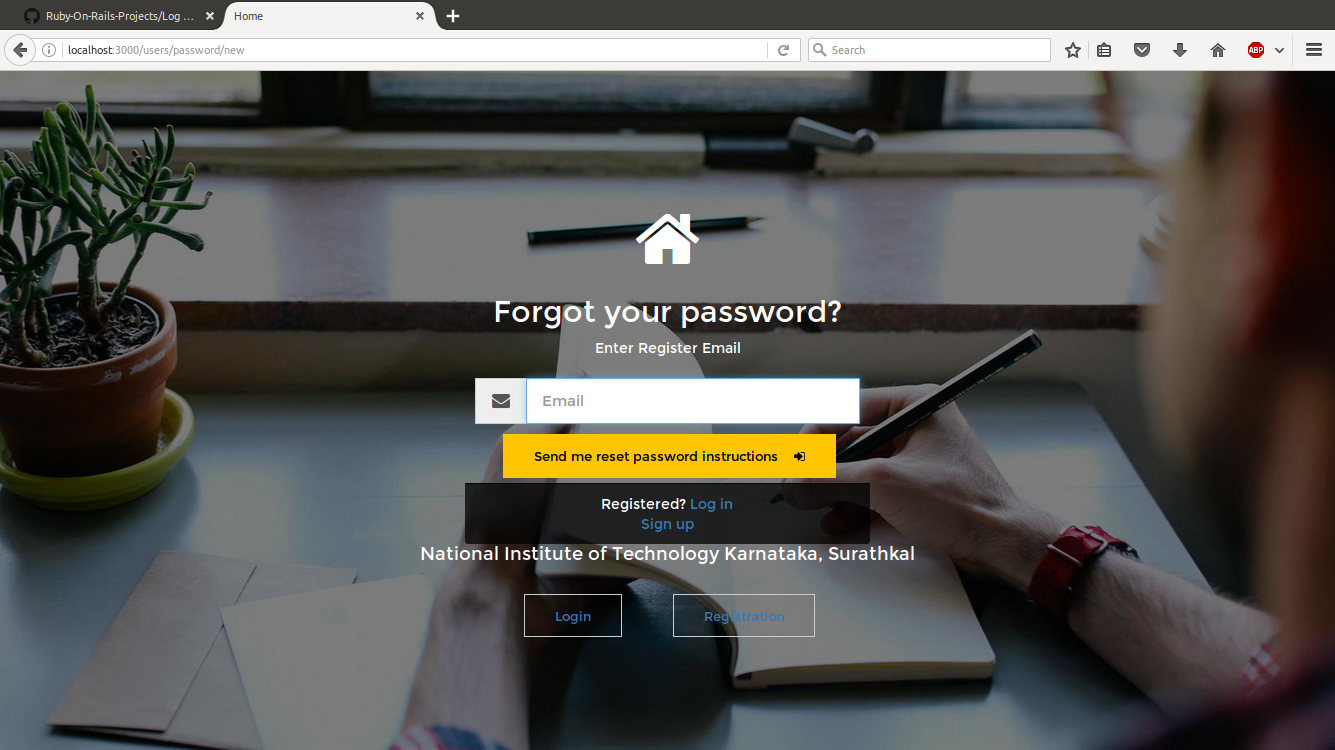 Ruby-On-Rails-Projects/Log ...
Home
localhost:3000/users/password/new
Search
ABP
Forgot your password?
Enter Register Email
Email
Send me reset password instructions
Registered? Log in
Sign up
National Institute of Technology Karnataka, Surathkal
Login
Registration